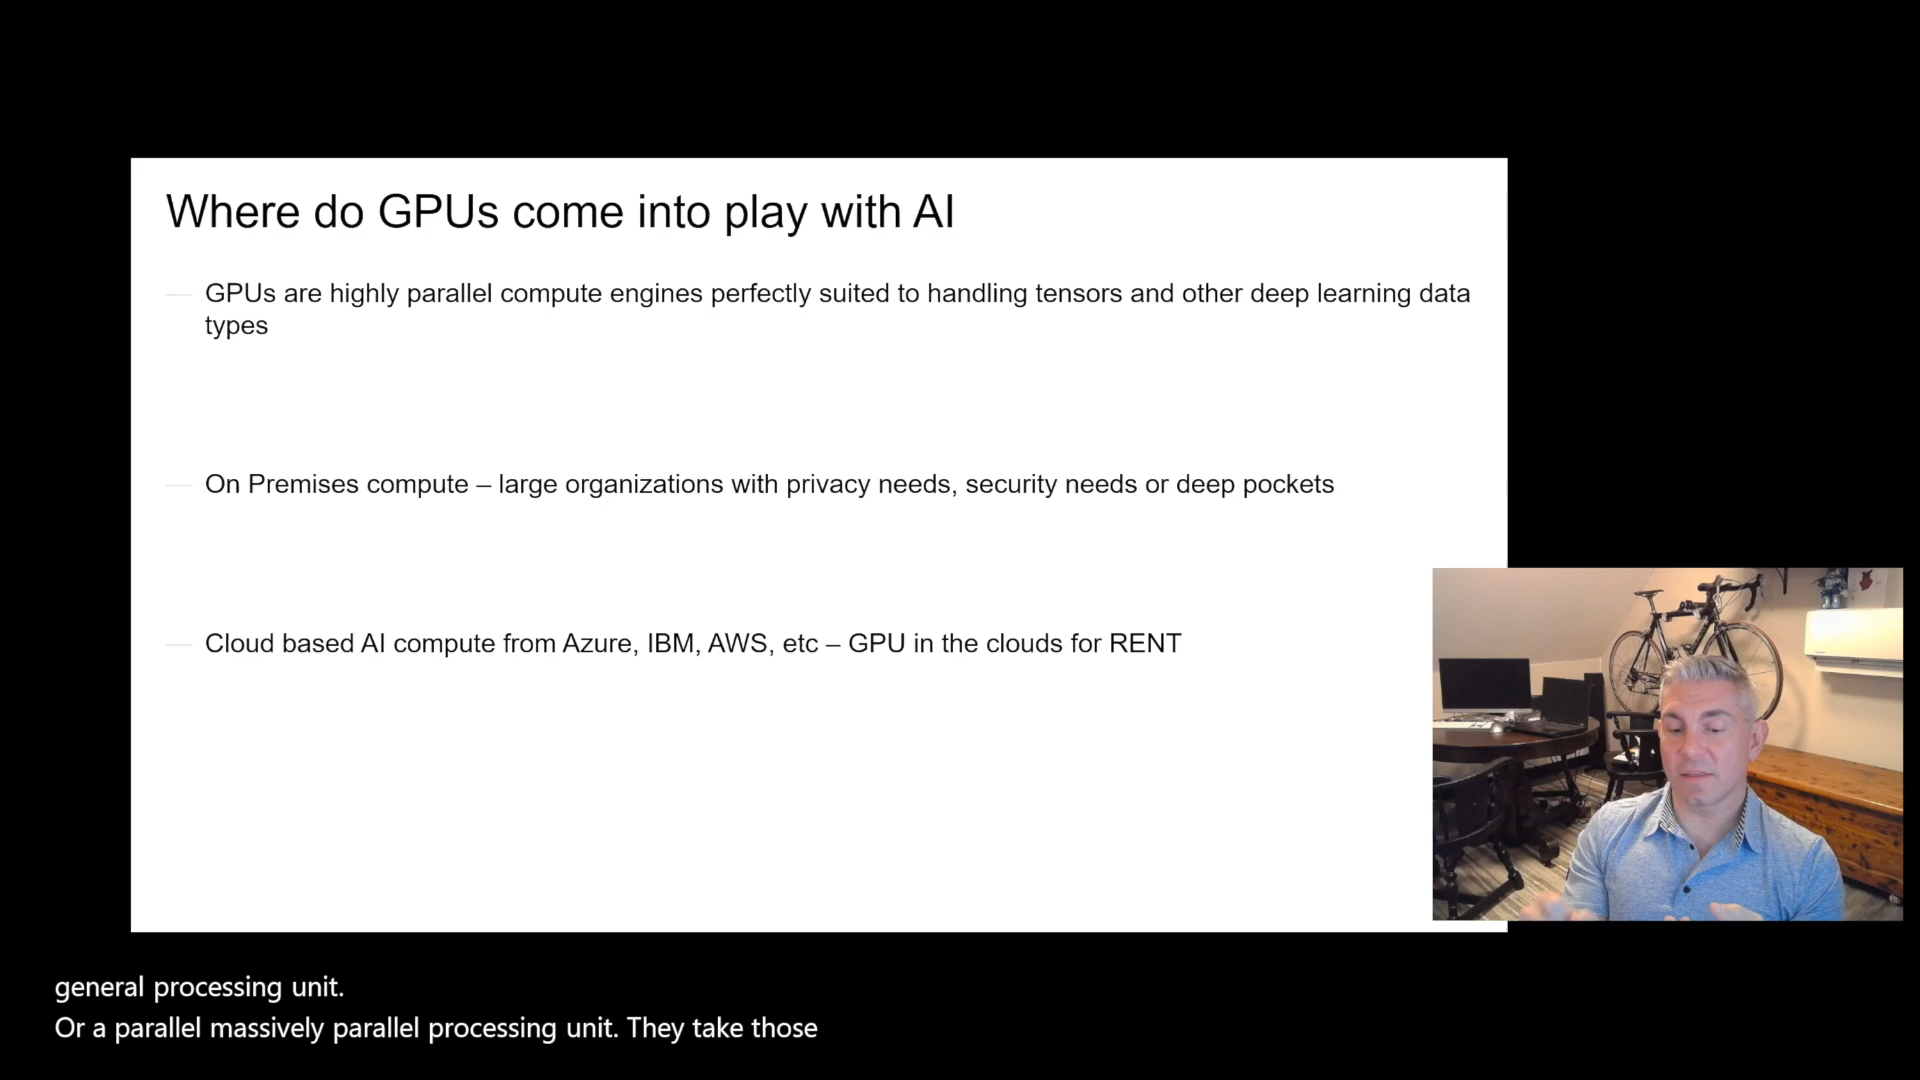 Where do GPUs come into play with AI
GPUs are highly parallel compute engines perfectly suited to handling tensors and other deep learning data
types
On Premises compute – large organizations with privacy needs, security needs or deep pockets
Cloud based AI compute from Azure, IBM, AWS, etc – GPU in the clouds for RENT
general processing unit.
Or a parallel massively parallel processing unit. They take those